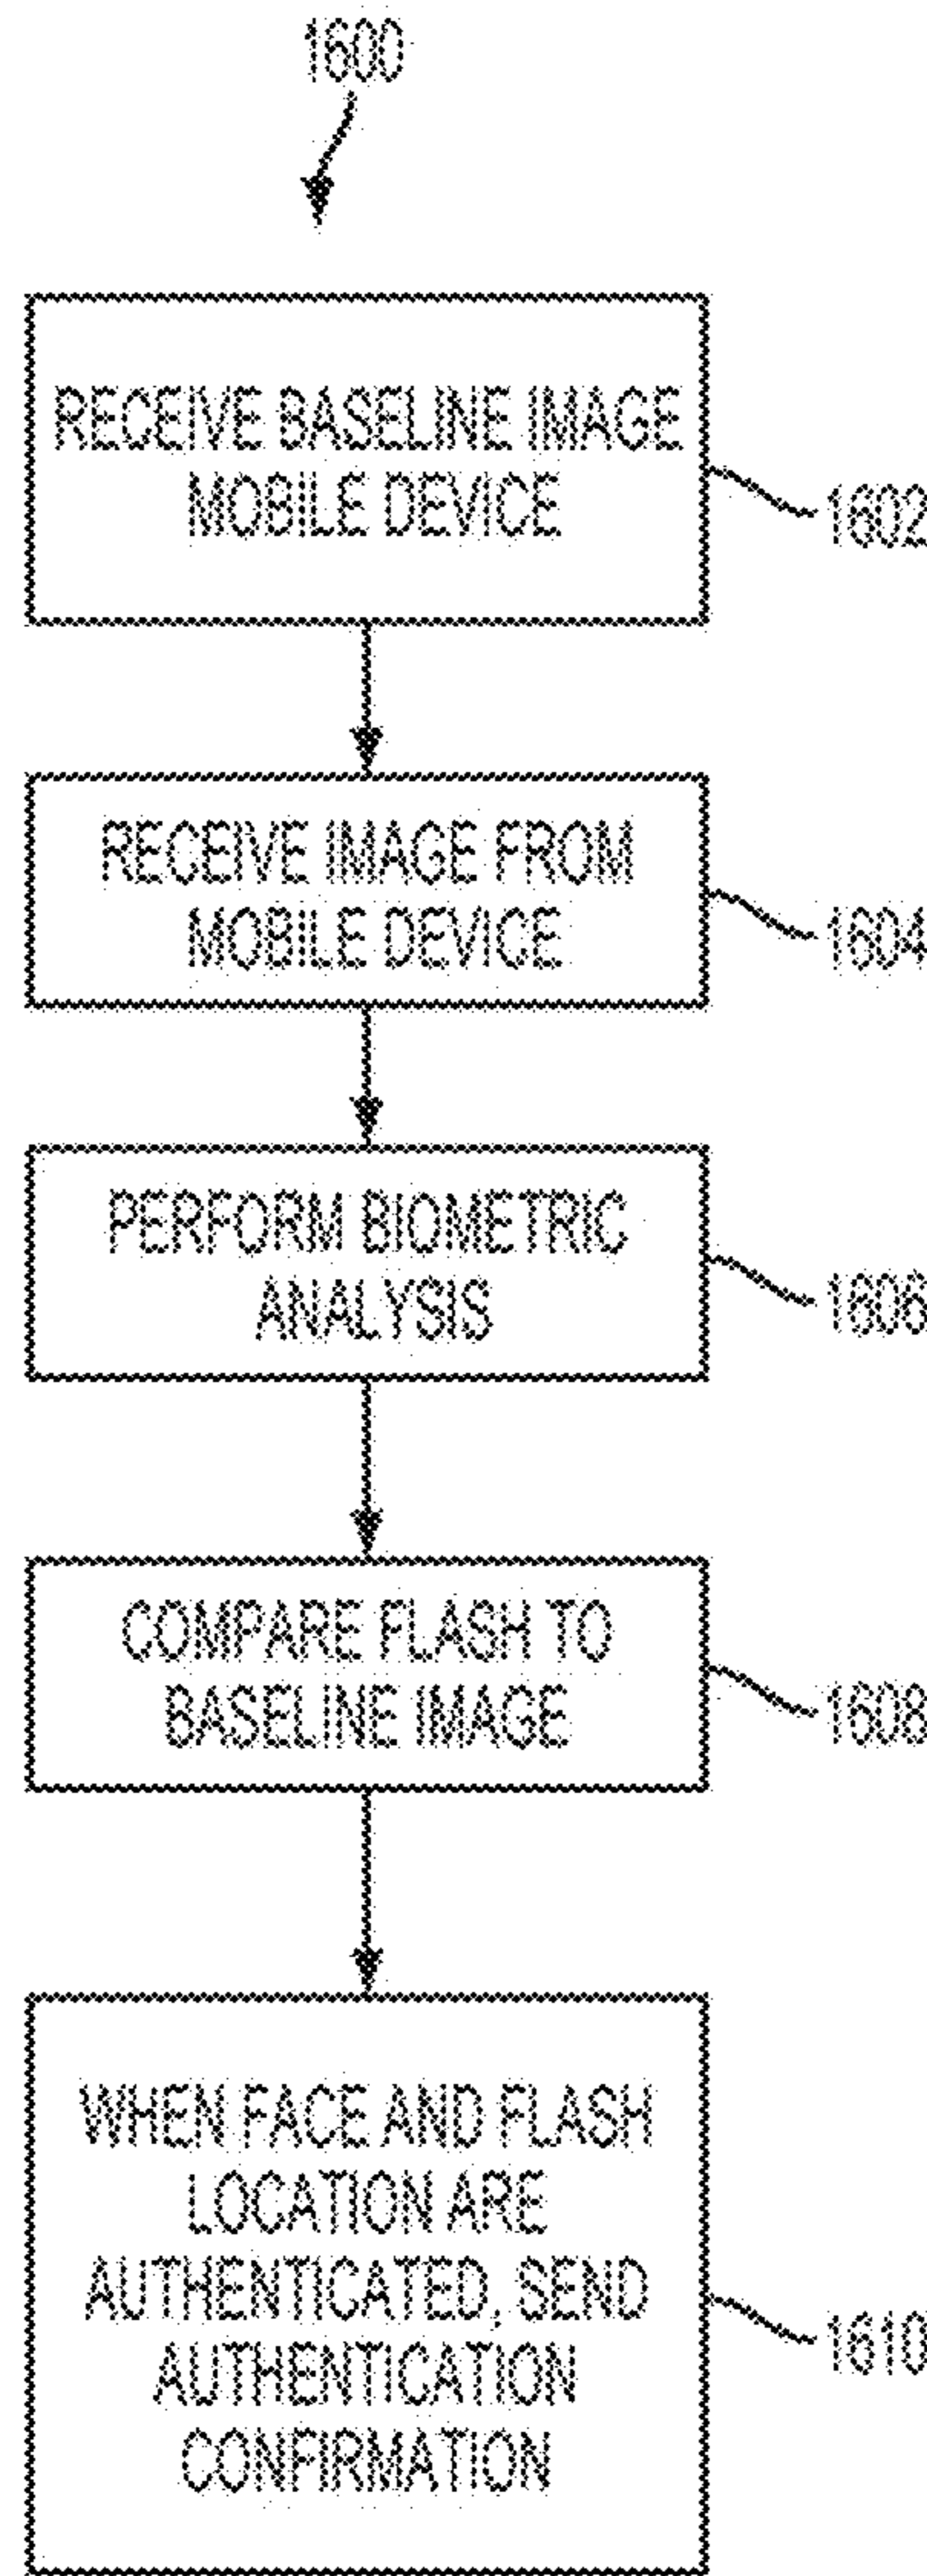 1600
RECEIVE BASELINE IMAGE
MOBILE DEVICE
1602
RECEIVE IMAGE FROM
MOBILE DEVICE
1604
PERFORM BIOMETRIC
ANALYSIS
1606
COMPARE FLASH TO
BASELINE IMAGE
1608
WHEN FACE AND FLASH
LOCATION ARE
AUTHENTICATED, SEND
AUTHENTICATION
CONFIRMATION
1610